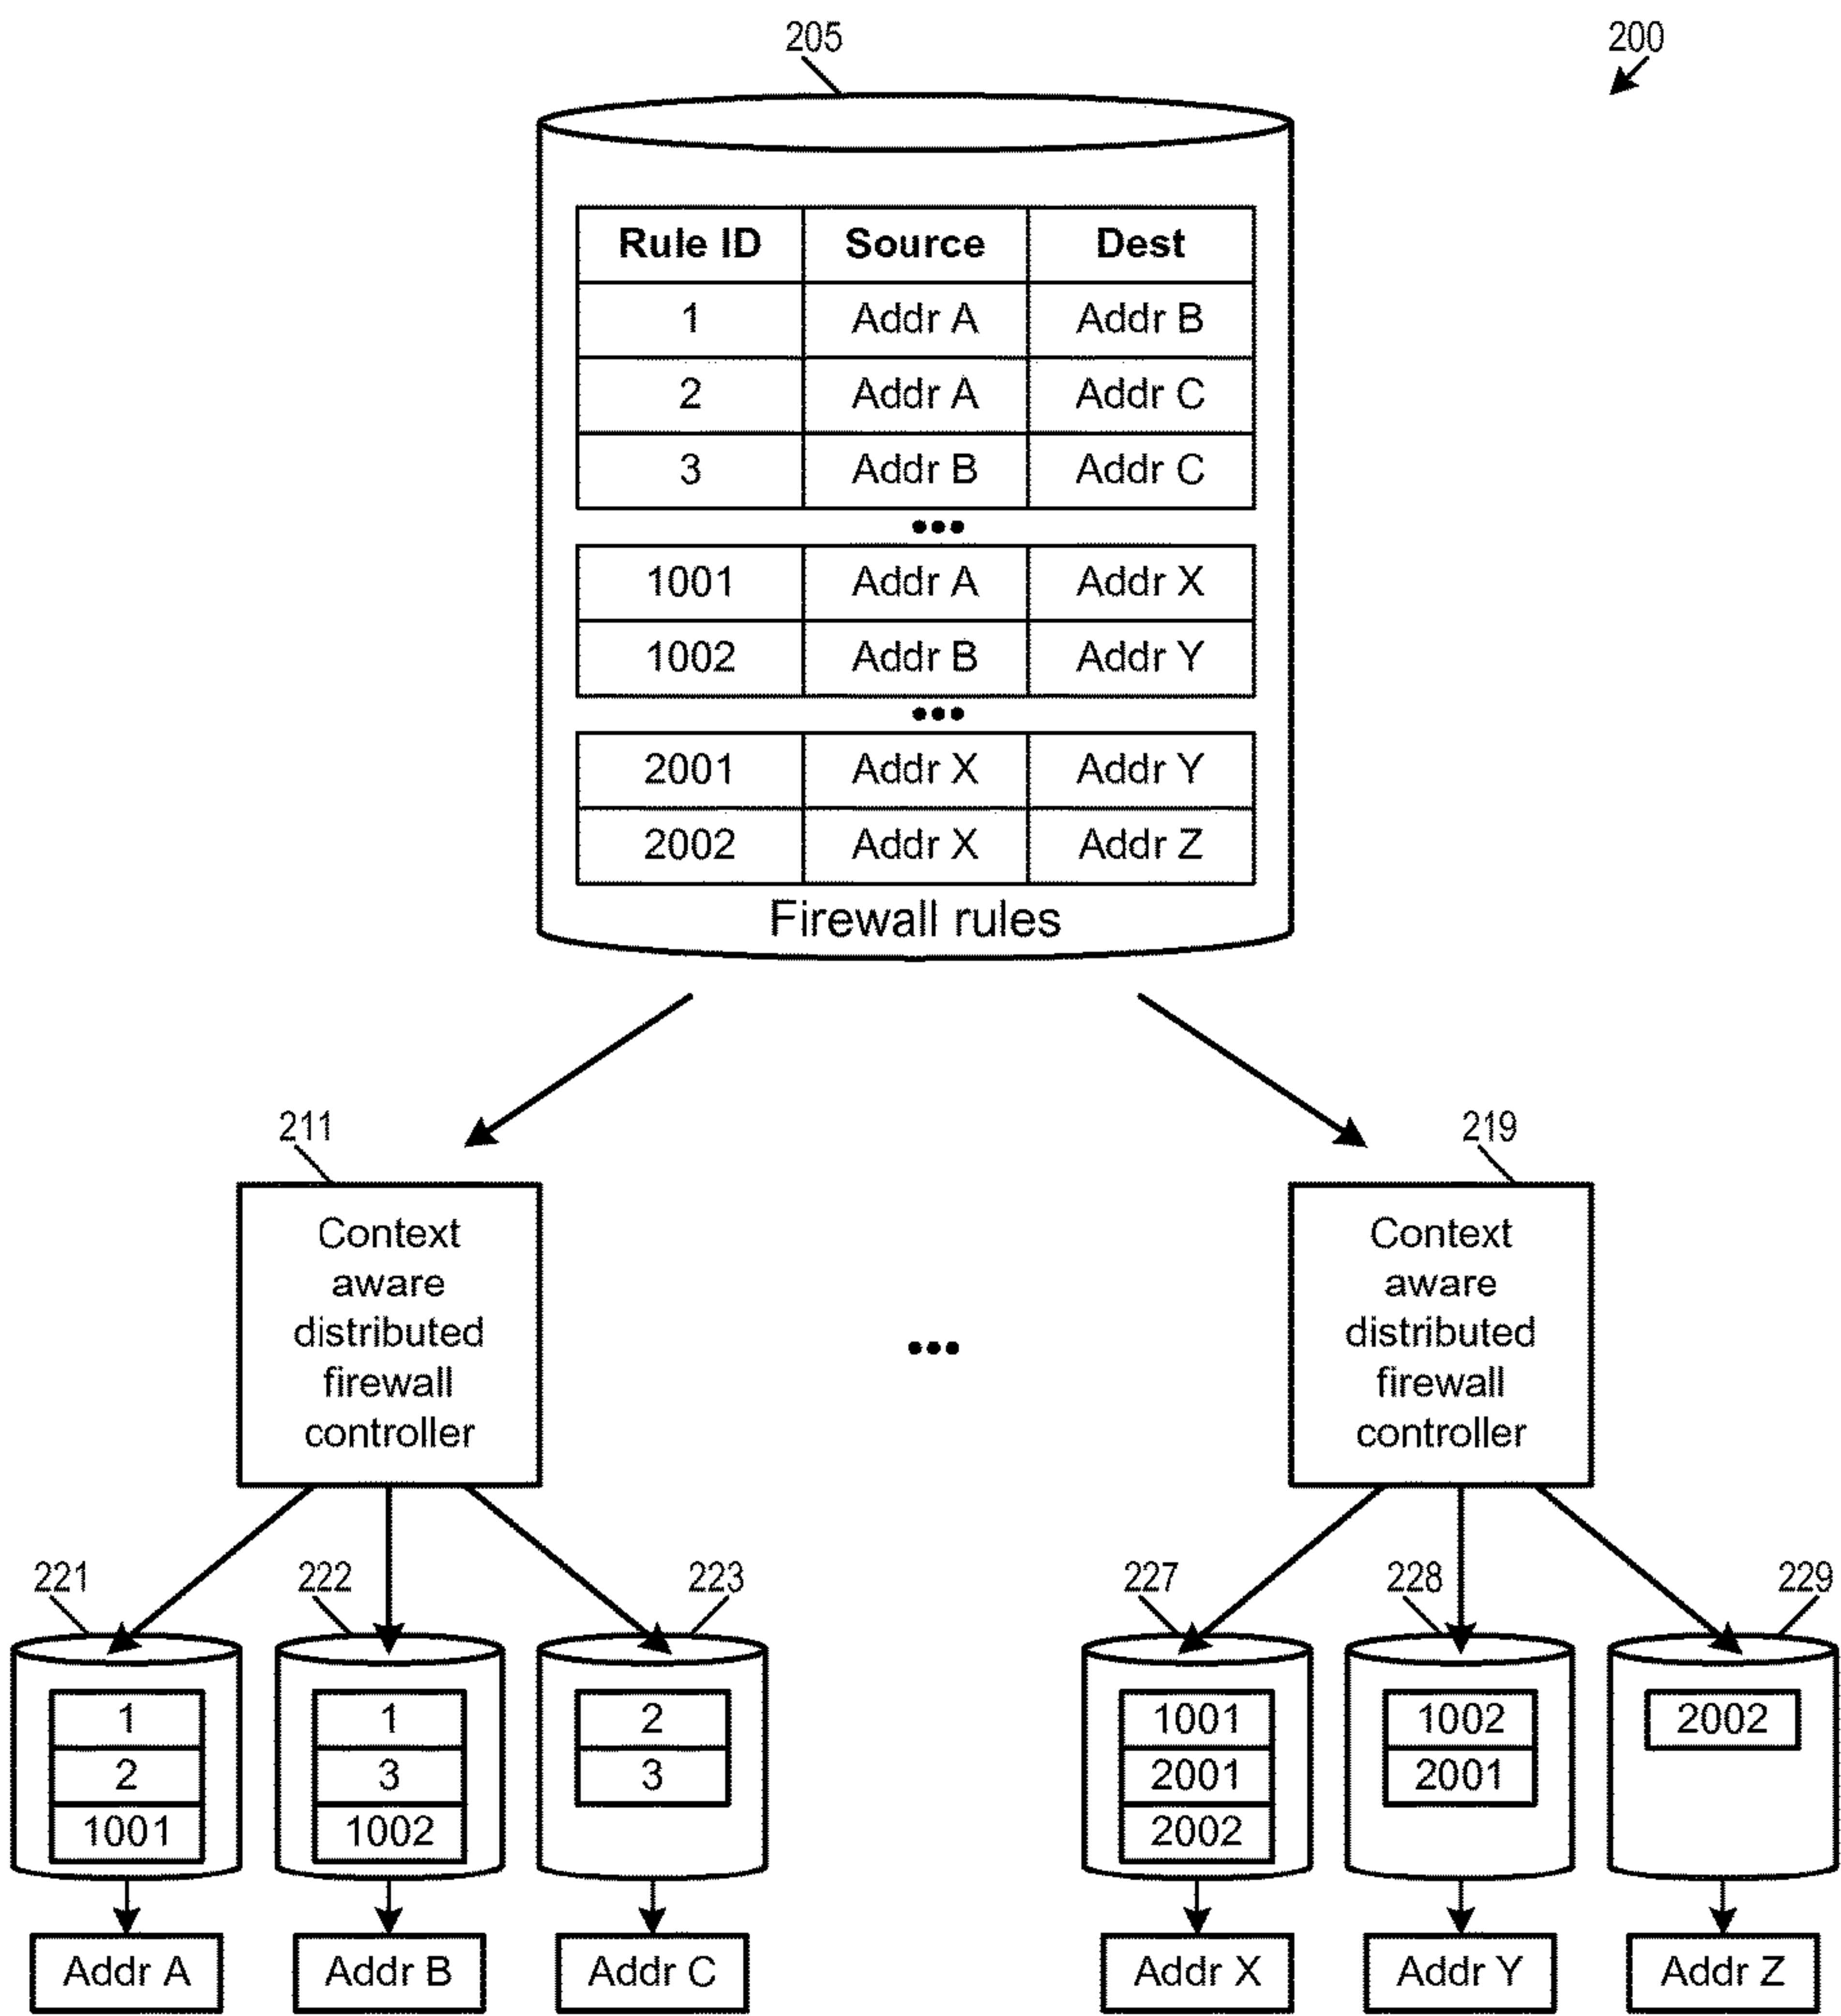 205
200
Rule ID Source Dest
1 Addr A Addr B
2 Addr A Addr C
3 Addr B Addr C
•••
1001 Addr A Addr X
1002 Addr B Addr Y
•••
2001 Addr X Addr Y
2002 Addr X Addr Z
Firewall rules
211
Context
aware
distributed
firewall
controller
•••
219
Context
aware
distributed
firewall
controller
221
1
2
1001
Addr A
222
1
3
1002
Addr B
223
2
3
Addr C
227
1001
2001
2002
Addr X
228
1002
2001
Addr Y
229
2002
Addr Z